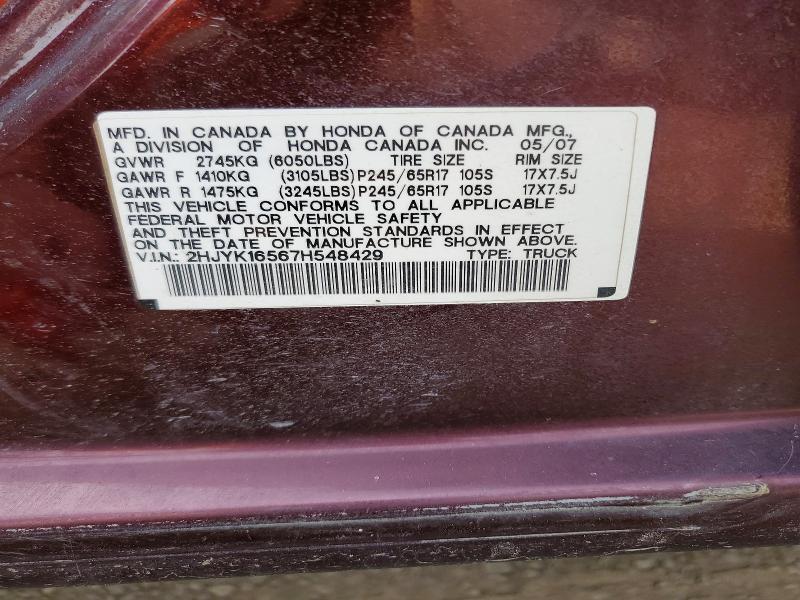 MFD. IN CANADA BY HONDA OF CANADA MFG.,
A DIVISION OF HONDA CANADA INC. 05/07
GVWR 2745KG (6050LBS) TIRE SIZE RIM SIZE
GAWR F 1410KG (3105LBS) P245/65R17 105S 17X7.5J
GAWR R 1475KG (3245LBS) P245/65R17 105S 17X7.5J
THIS VEHICLE CONFORMS TO ALL APPLICABLE
FEDERAL MOTOR VEHICLE SAFETY
AND THEFT PREVENTION STANDARDS IN EFFECT
ON THE DATE OF MANUFACTURE SHOWN ABOVE.
V.I.N.: 2HJYK16567H548429 TYPE: TRUCK